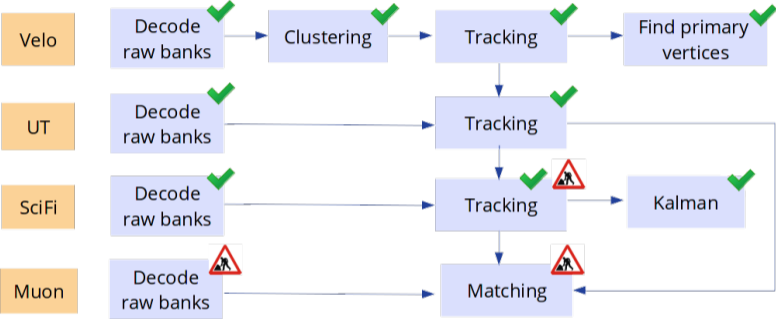 Velo
Decode
raw banks
Clustering
Tracking
Find primary
vertices
UT
Decode
raw banks
Tracking
SciFi
Decode
raw banks
Tracking
Kalman
Muon
Decode
raw banks
Matching